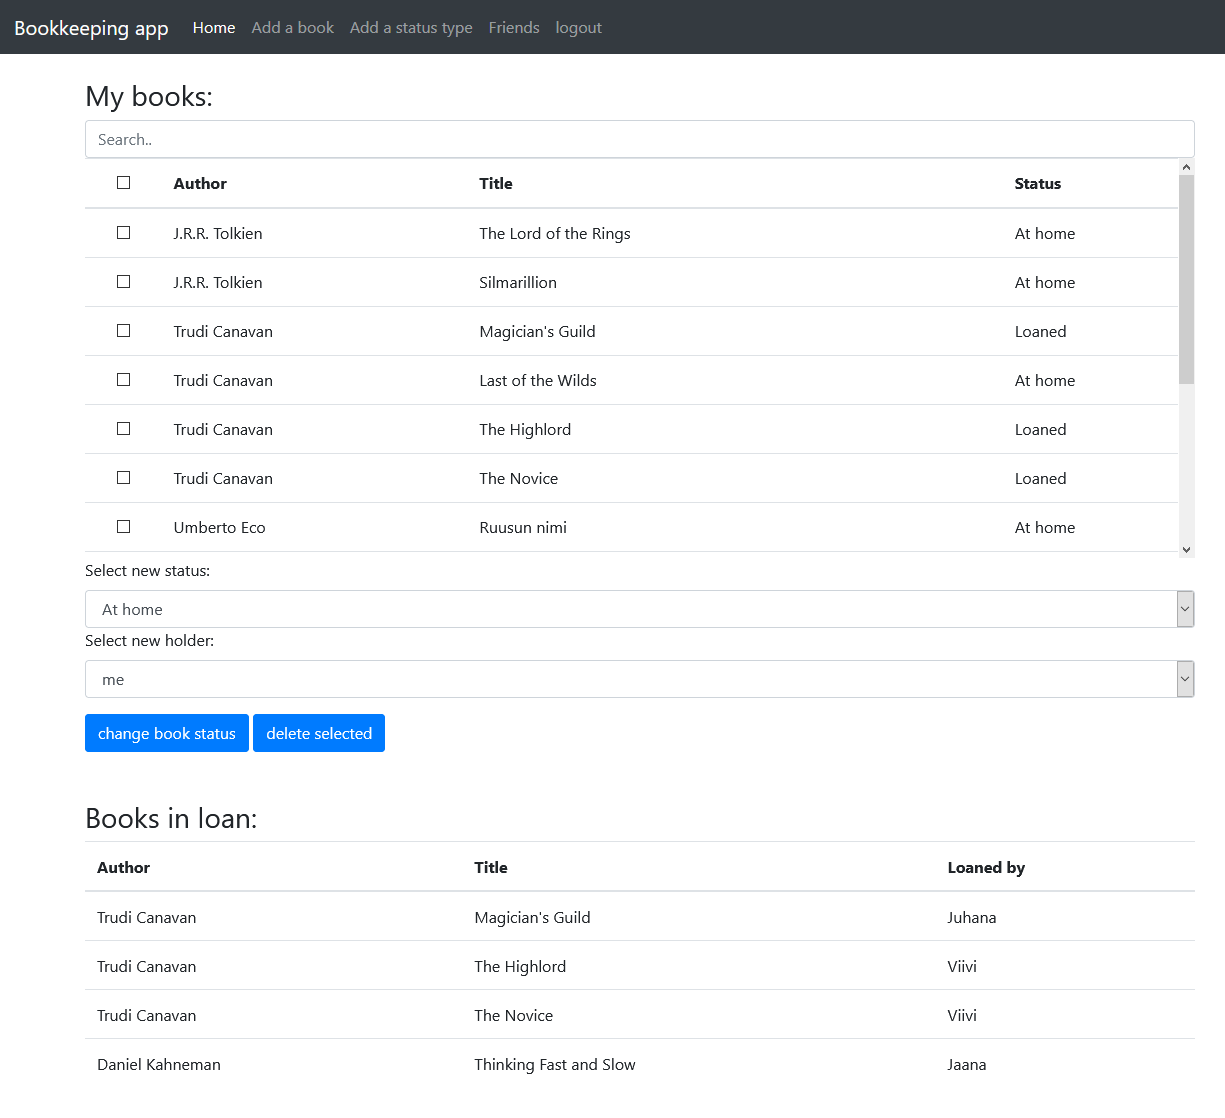 Bookkeeping app Home Add a book Add a status type Friends logout
My books:
Search..
Author Title Status
J.R.R. Tolkien The Lord of the Rings At home
J.R.R. Tolkien Silmarillion At home
Trudi Canavan Magician's Guild Loaned
Trudi Canavan Last of the Wilds At home
Trudi Canavan The Highlord Loaned
Trudi Canavan The Novice Loaned
Umberto Eco Ruusun nimi At home
Select new status:
At home
Select new holder:
me
change book status delete selected
Books in loan:
Author Title Loaned by
Trudi Canavan Magician's Guild Juhana
Trudi Canavan The Highlord Viivi
Trudi Canavan The Novice Viivi
Daniel Kahneman Thinking Fast and Slow Jaana